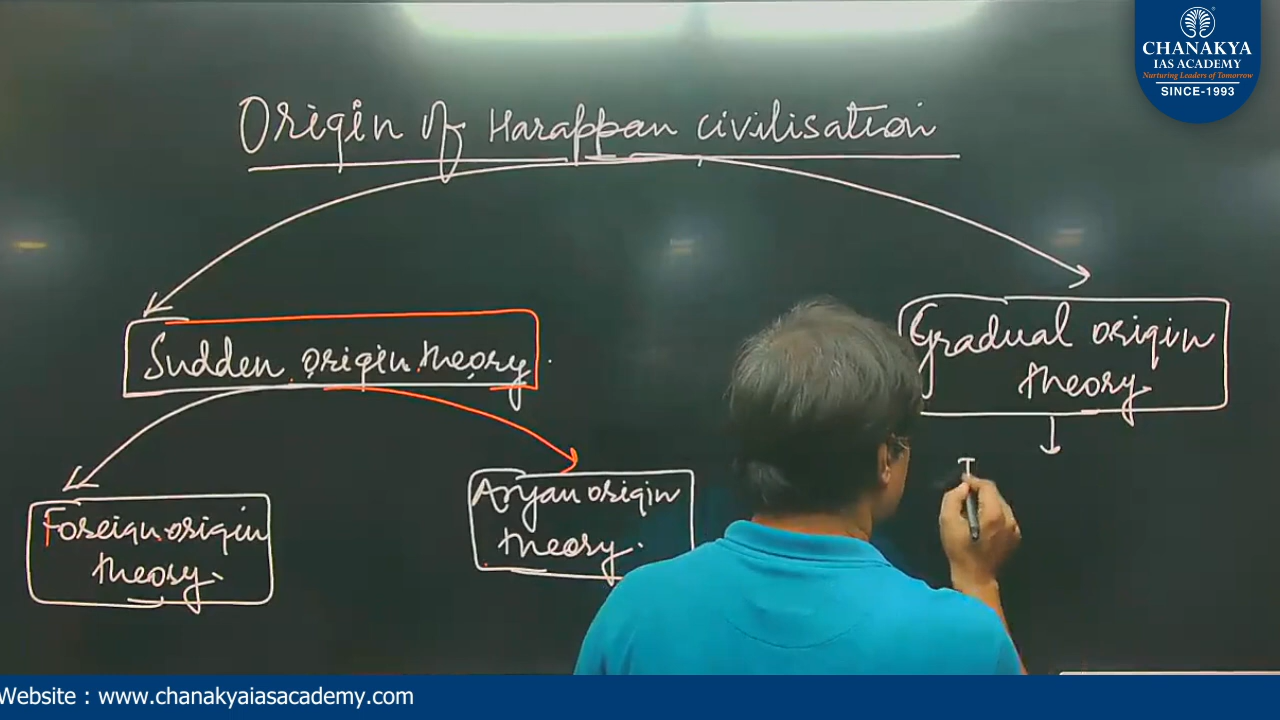 CHANAKYA
IAS ACADEMY
Nurturing Leaders of Tomorrow
SINCE-1993
Origin of Harappan civilisation
Sudden origin theory.
Gradual origin
theory.
Foreign origin
theory.
Aryan origin
theory.
I
Website : www.chanakyaiasacademy.com